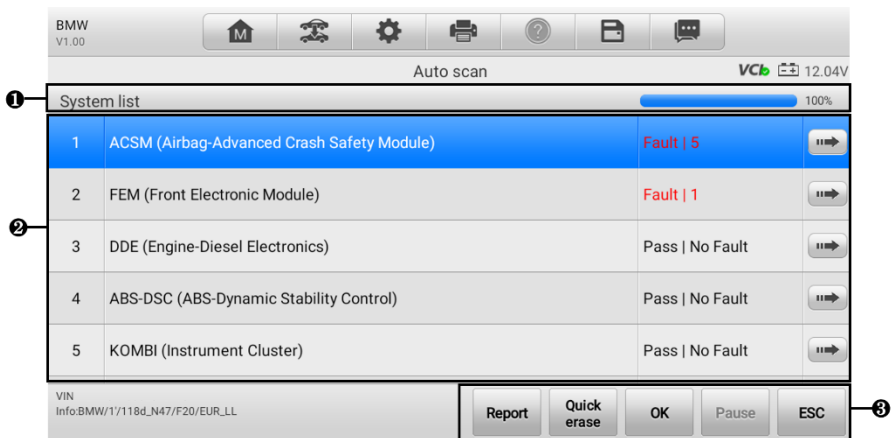 BMW
V1.00
M
Auto scan
VCI 12.04V
❶ System list 100%
❷
1 ACSM (Airbag-Advanced Crash Safety Module) Fault | 5
2 FEM (Front Electronic Module) Fault | 1
3 DDE (Engine-Diesel Electronics) Pass | No Fault
4 ABS-DSC (ABS-Dynamic Stability Control) Pass | No Fault
5 KOMBI (Instrument Cluster) Pass | No Fault
VIN
Info:BMW/1'/118d_N47/F20/EUR_LL
Report
Quick
erase
OK
Pause
ESC
❸